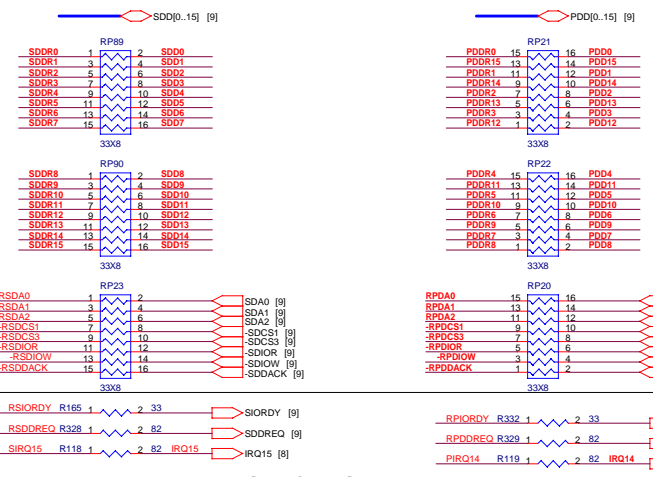 SDD[0..15] [9] PDD[0..15] [9]
RP89 RP21
SDDR0 1 2 SDD0 PDDR0 15 16 PDD0
SDDR1 3 4 SDD1 PDDR15 13 14 PDD15
SDDR2 5 6 SDD2 PDDR1 11 12 PDD1
SDDR3 7 8 SDD3 PDDR14 9 10 PDD14
SDDR4 9 10 SDD4 PDDR2 7 8 PDD2
SDDR5 11 12 SDD5 PDDR13 5 6 PDD13
SDDR6 13 14 SDD6 PDDR3 3 4 PDD3
SDDR7 15 16 SDD7 PDDR12 1 2 PDD12
33X8 33X8
RP90 RP22
SDDR8 1 2 SDD8 PDDR4 15 16 PDD4
SDDR9 3 4 SDD9 PDDR11 13 14 PDD11
SDDR10 5 6 SDD10 PDDR5 11 12 PDD5
SDDR11 7 8 SDD11 PDDR10 9 10 PDD10
SDDR12 9 10 SDD12 PDDR6 7 8 PDD6
SDDR13 11 12 SDD13 PDDR9 5 6 PDD9
SDDR14 13 14 SDD14 PDDR7 3 4 PDD7
SDDR15 15 16 SDD15 PDDR8 1 2 PDD8
33X8 33X8
RP23 RP20
RSDA0 1 2 SDA0 [9] RPDA0 15 16
RSDA1 3 4 SDA1 [9] RPDA1 13 14
RSDA2 5 6 SDA2 [9] RPDA2 11 12
-RSDCS1 7 8 -SDCS1 [9] -RPDCS1 9 10
-RSDCS3 9 10 -SDCS3 [9] -RPDCS3 7 8
-RSDIOR 11 12 -SDIOR [9] -RPDIOR 5 6
-RSDIOW 13 14 -SDIOW [9] -RPDIOW 3 4
-RSDDACK 15 16 -SDDACK [9] -RPDDACK 1 2
33X8 33X8
RSIORDY R165 1 2 33 SIORDY [9] RPIORDY R332 1 2 33
RSDDREQ R328 1 2 82 SDDREQ [9] RPDDREQ R329 1 2 82
SIRQ15 R118 1 2 82 IRQ15 IRQ15 [8] PIRQ14 R119 1 2 82 IRQ14